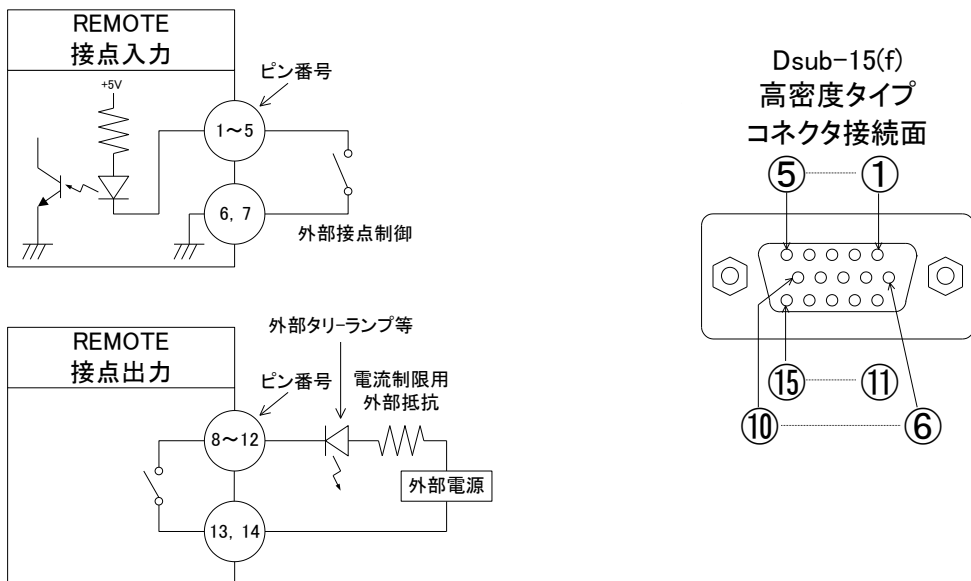 REMOTE
接点入力
+5V
ピン番号
1～5
6, 7
外部接点制御
REMOTE
接点出力
外部タリーランプ等
ピン番号
電流制限用
外部抵抗
8～12
外部電源
13, 14
Dsub-15(f)
高密度タイプ
コネクタ接続面
⑤ ①
⑮ ⑪
⑩ ⑥